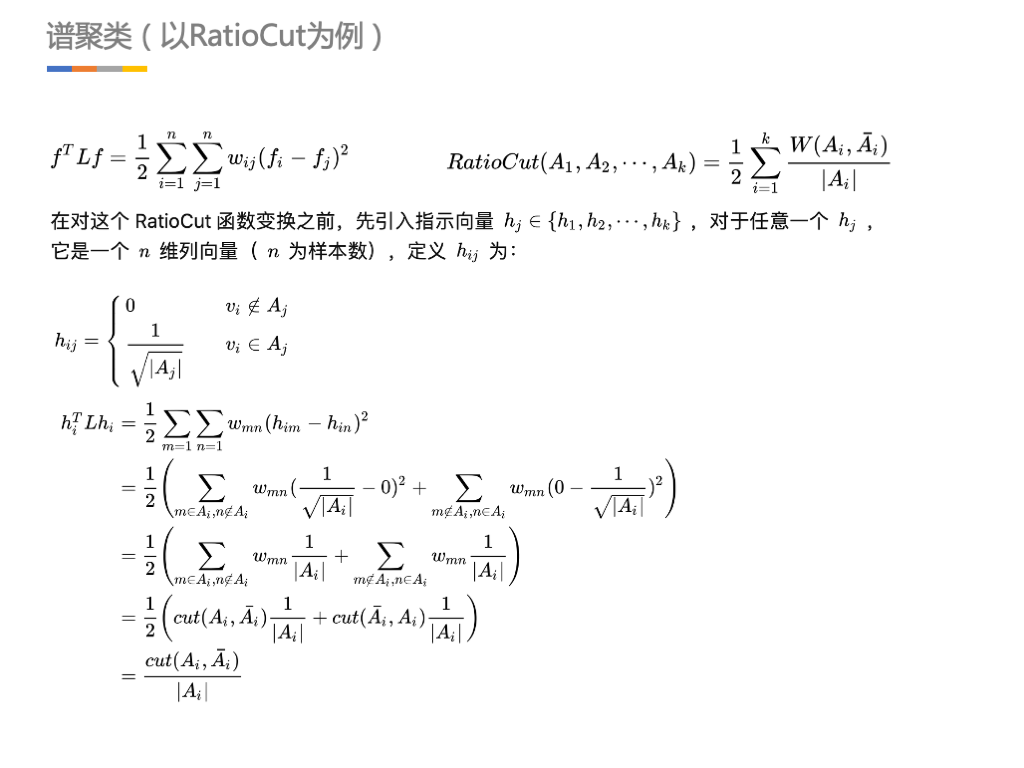 谱聚类（以RatioCut为例）
$f^T L f = \frac{1}{2} \sum_{i=1}^{n} \sum_{j=1}^{n} w_{ij} (f_i - f_j)^2$
$RatioCut(A_1, A_2, \cdots, A_k) = \frac{1}{2} \sum_{i=1}^{k} \frac{W(A_i, \bar{A}_i)}{|A_i|}$
在对这个 RatioCut 函数变换之前，先引入指示向量 $h_j \in \{h_1, h_2, \cdots, h_k\}$ ，对于任意一个 $h_j$ ，
它是一个 $n$ 维列向量（ $n$ 为样本数），定义 $h_{ij}$ 为：
$h_{ij} = \begin{cases} 0 & v_i \notin A_j \\ \frac{1}{\sqrt{|A_j|}} & v_i \in A_j \end{cases}$
$h_i^T L h_i = \frac{1}{2} \sum_{m=1} \sum_{n=1} w_{mn} (h_{im} - h_{in})^2$
$= \frac{1}{2} \left( \sum_{m \in A_i, n \notin A_i} w_{mn} (\frac{1}{\sqrt{|A_i|}} - 0)^2 + \sum_{m \notin A_i, n \in A_i} w_{mn} (0 - \frac{1}{\sqrt{|A_i|}})^2 \right)$
$= \frac{1}{2} \left( \sum_{m \in A_i, n \notin A_i} w_{mn} \frac{1}{|A_i|} + \sum_{m \notin A_i, n \in A_i} w_{mn} \frac{1}{|A_i|} \right)$
$= \frac{1}{2} \left( cut(A_i, \bar{A}_i) \frac{1}{|A_i|} + cut(\bar{A}_i, A_i) \frac{1}{|A_i|} \right)$
$= \frac{cut(A_i, \bar{A}_i)}{|A_i|}$